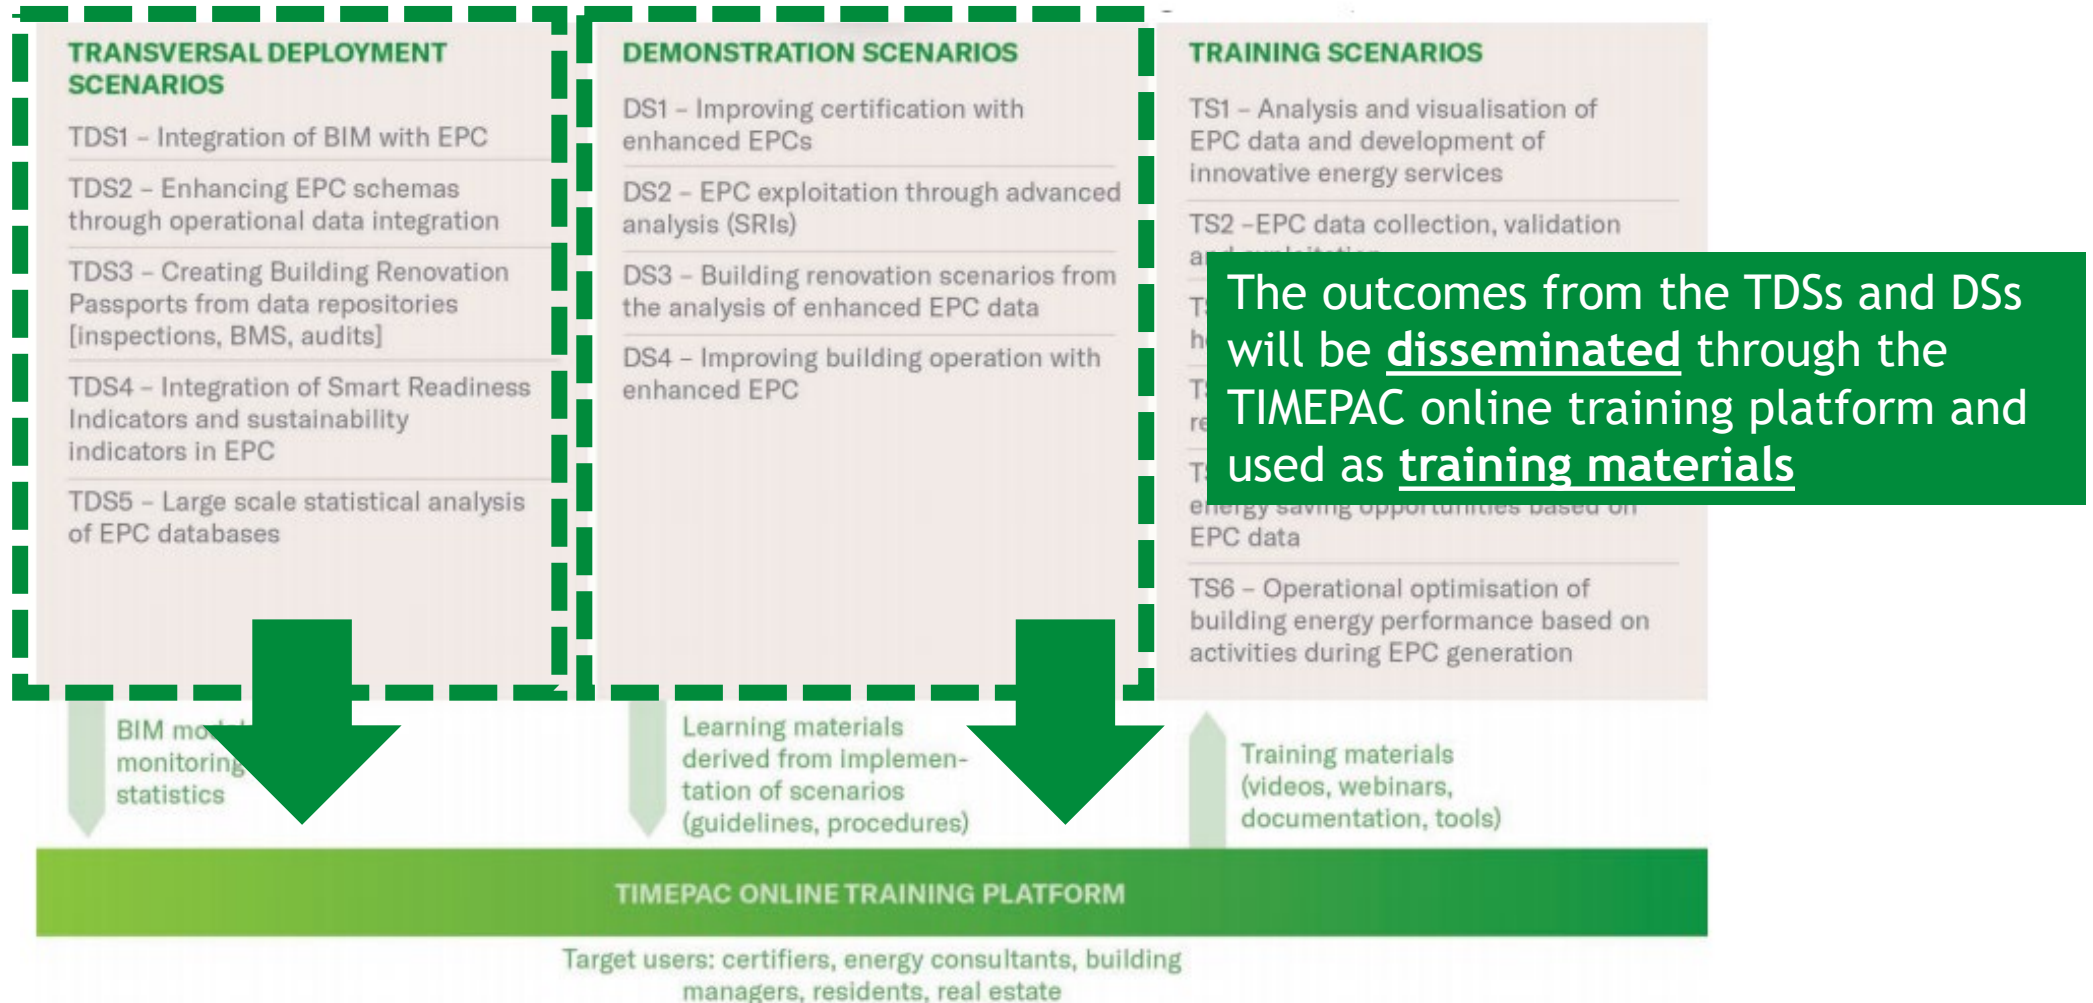 TRANSVERSAL DEPLOYMENT
SCENARIOS
TDS1 – Integration of BIM with EPC
TDS2 – Enhancing EPC schemas
through operational data integration
TDS3 – Creating Building Renovation
Passports from data repositories
[inspections, BMS, audits]
TDS4 – Integration of Smart Readiness
Indicators and sustainability
indicators in EPC
TDS5 – Large scale statistical analysis
of EPC databases
DEMONSTRATION SCENARIOS
DS1 – Improving certification with
enhanced EPCs
DS2 – EPC exploitation through advanced
analysis (SRIs)
DS3 – Building renovation scenarios from
the analysis of enhanced EPC data
DS4 – Improving building operation with
enhanced EPC
TRAINING SCENARIOS
TS1 – Analysis and visualisation of
EPC data and development of
innovative energy services
TS2 –EPC data collection, validation
The outcomes from the TDSs and DSs
will be disseminated through the
TIMEPAC online training platform and
used as training materials
energy saving opportunities based on
EPC data
TS6 – Operational optimisation of
building energy performance based on
activities during EPC generation
BIM
monitoring
statistics
Learning materials
derived from implemen-
tation of scenarios
(guidelines, procedures)
Training materials
(videos, webinars,
documentation, tools)
TIMEPAC ONLINE TRAINING PLATFORM
Target users: certifiers, energy consultants, building
managers, residents, real estate